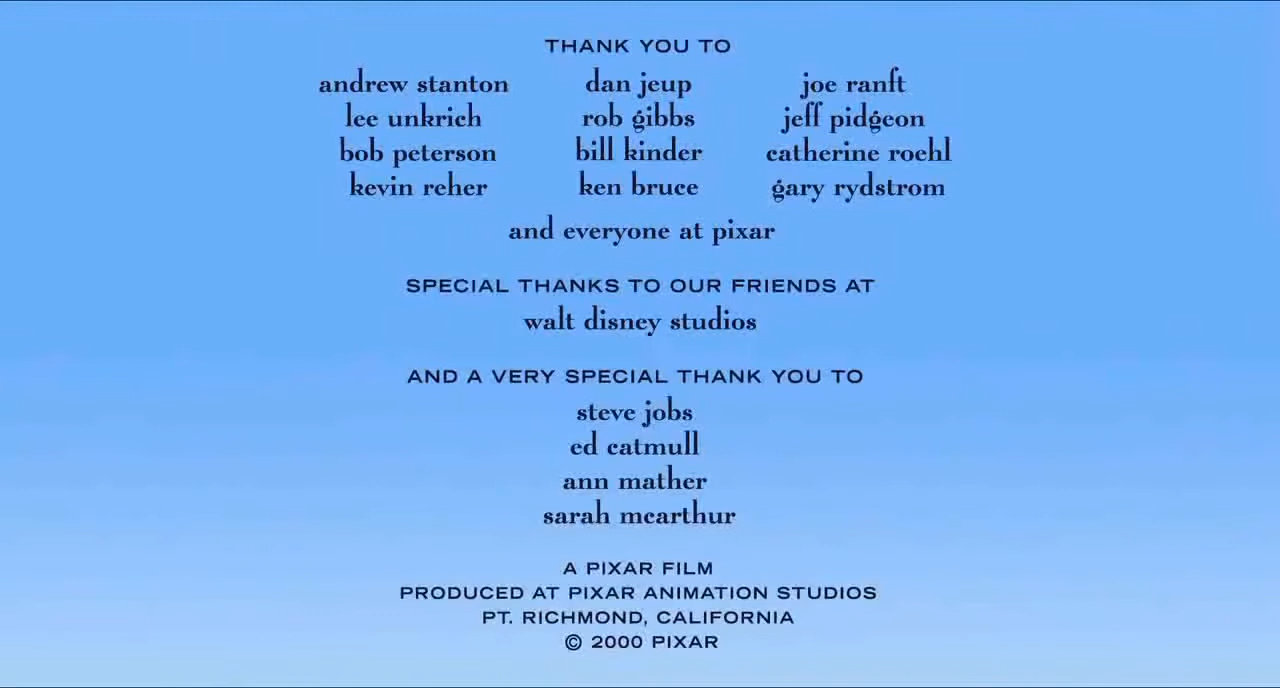 THANK YOU TO
andrew stanton dan jeup joe ranft
lee unkrich rob gibbs jeff pidgeon
bob peterson bill kinder catherine roehl
kevin reher ken bruce gary rydstrom
and everyone at pixar
SPECIAL THANKS TO OUR FRIENDS AT
walt disney studios
AND A VERY SPECIAL THANK YOU TO
steve jobs
ed catmull
ann mather
sarah mcarthur
A PIXAR FILM
PRODUCED AT PIXAR ANIMATION STUDIOS
PT. RICHMOND, CALIFORNIA
© 2000 PIXAR